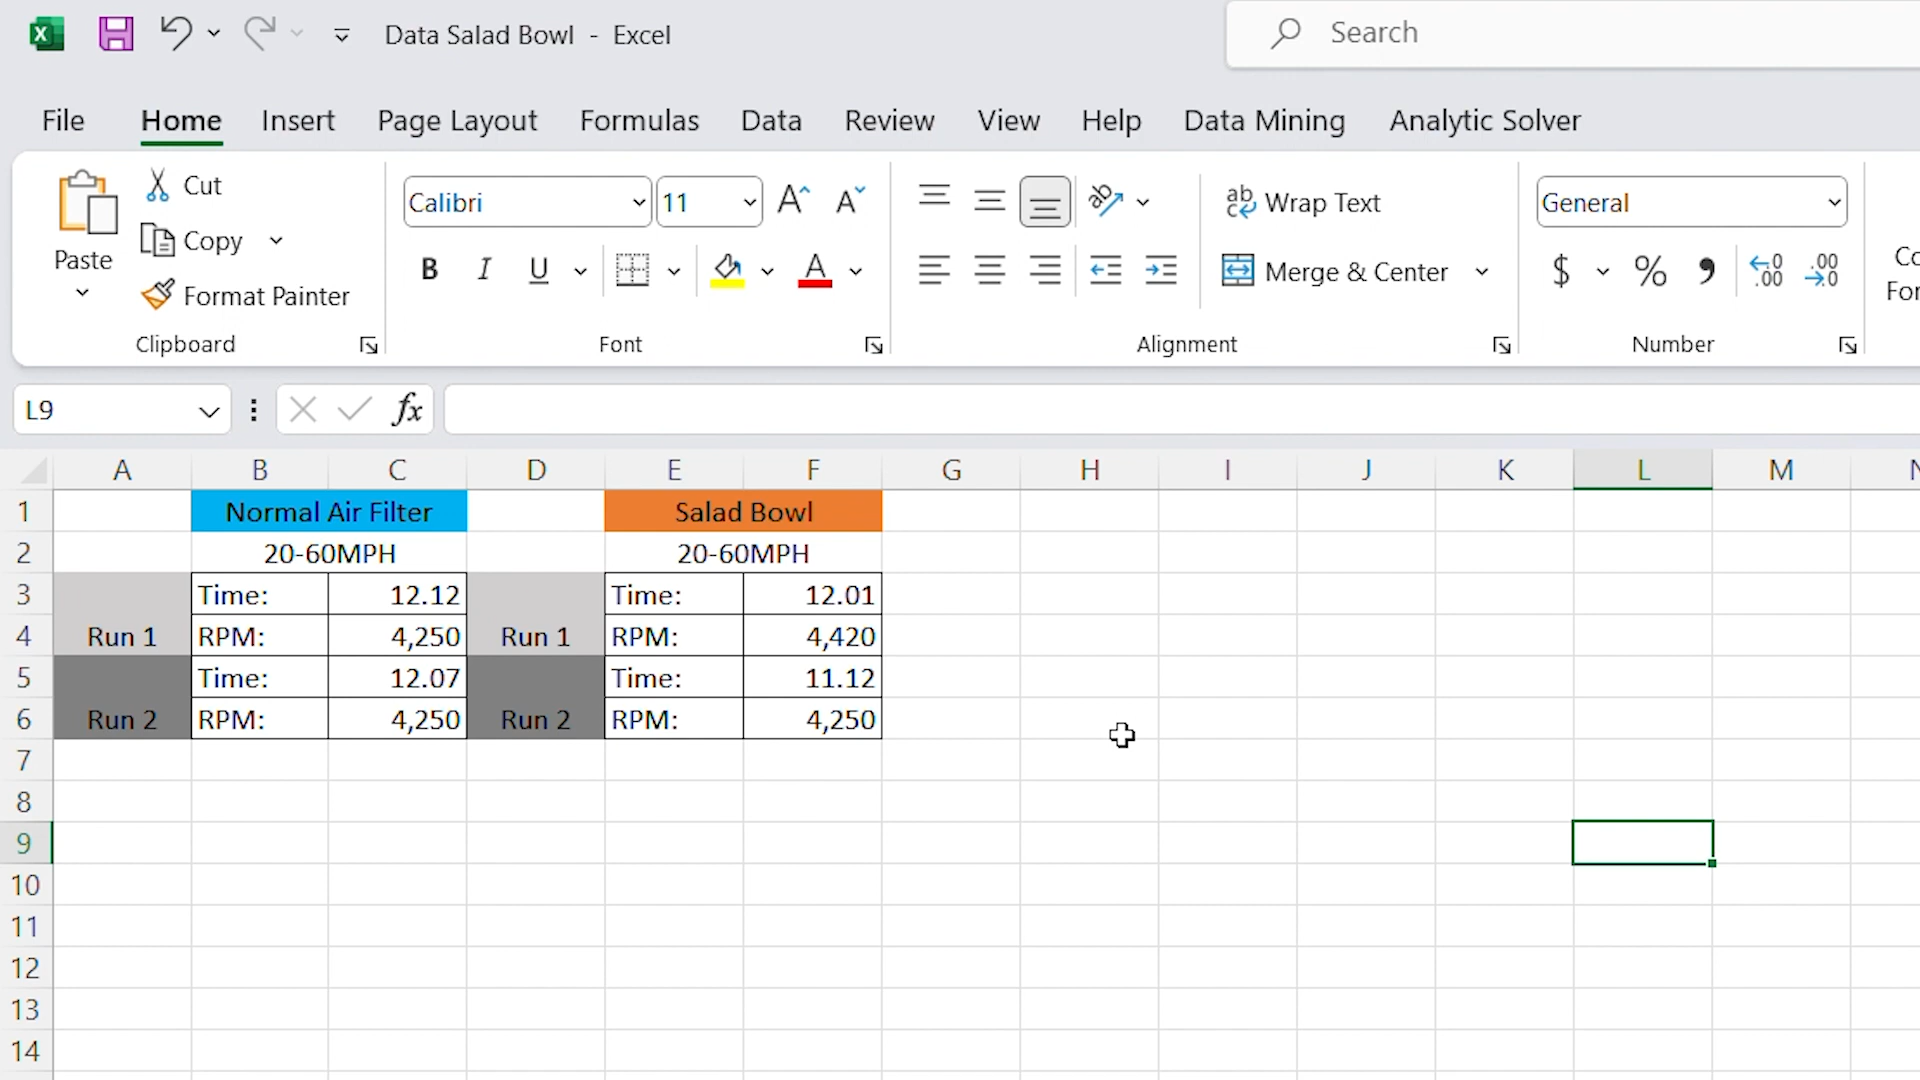 Data Salad Bowl - Excel
Search
File Home Insert Page Layout Formulas Data Review View Help Data Mining Analytic Solver
Paste
Cut
Copy
Format Painter
Clipboard
Calibri 11
B I U
Font
Wrap Text
Merge & Center
Alignment
General
$ % ,
Number
L9
fx
A B C D E F G H I J K L M
1 Normal Air Filter Salad Bowl
2 20-60MPH 20-60MPH
3 Time: 12.12 Time: 12.01
4 Run 1 RPM: 4,250 Run 1 RPM: 4,420
5 Time: 12.07 Time: 11.12
6 Run 2 RPM: 4,250 Run 2 RPM: 4,250
7
8
9
10
11
12
13
14